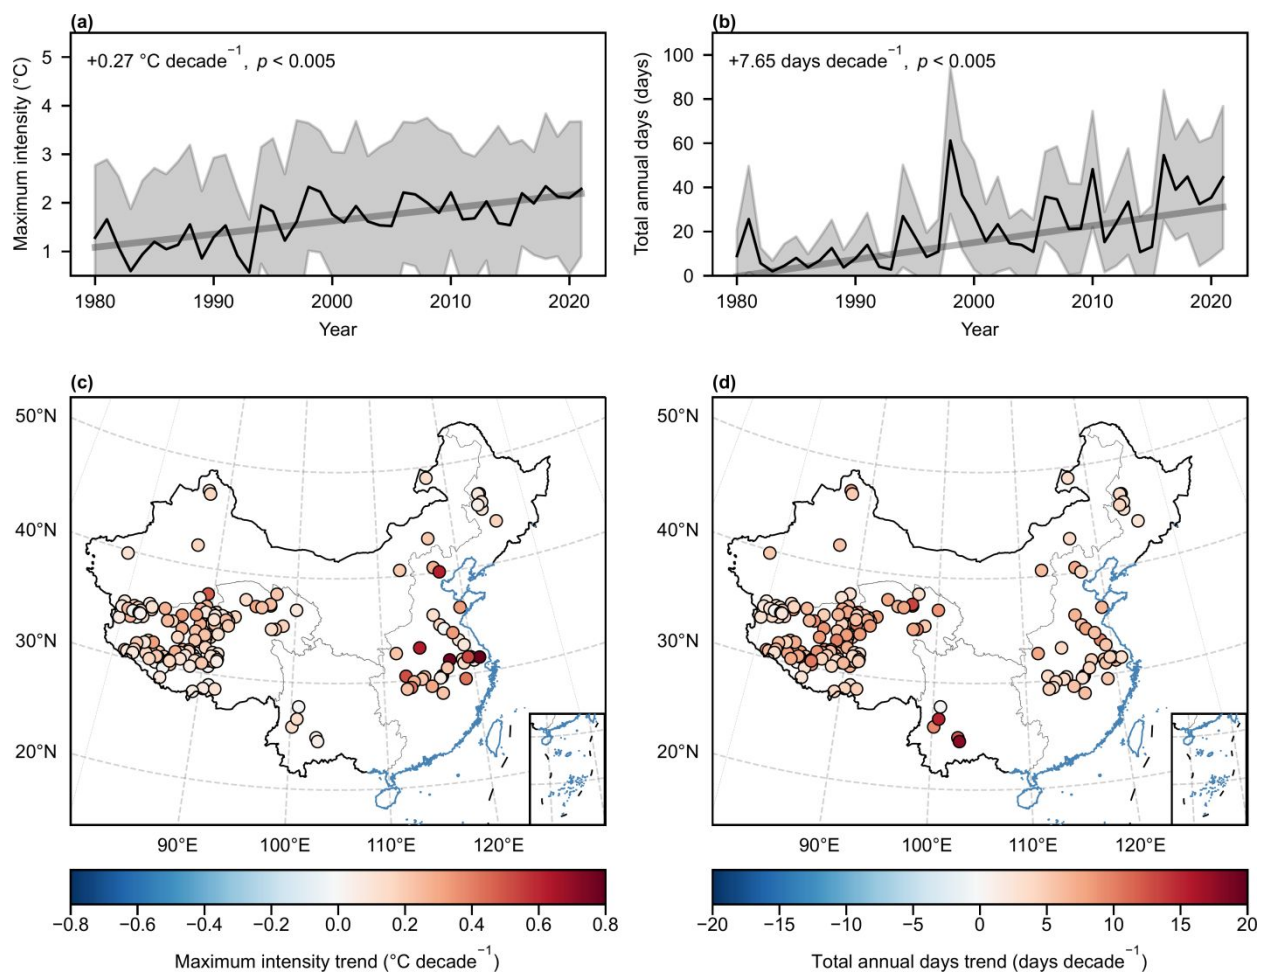 (a)
+0.27 °C decade⁻¹, p < 0.005
Maximum intensity (°C)
5
4
3
2
1
1980 1990 2000 2010 2020
Year
(b)
+7.65 days decade⁻¹, p < 0.005
Total annual days (days)
100
80
60
40
20
0
1980 1990 2000 2010 2020
Year
(c)
50°N
40°N
30°N
20°N
90°E 100°E 110°E 120°E
−0.8 −0.6 −0.4 −0.2 0.0 0.2 0.4 0.6 0.8
Maximum intensity trend (°C decade⁻¹)
(d)
50°N
40°N
30°N
20°N
90°E 100°E 110°E 120°E
−20 −15 −10 −5 0 5 10 15 20
Total annual days trend (days decade⁻¹)